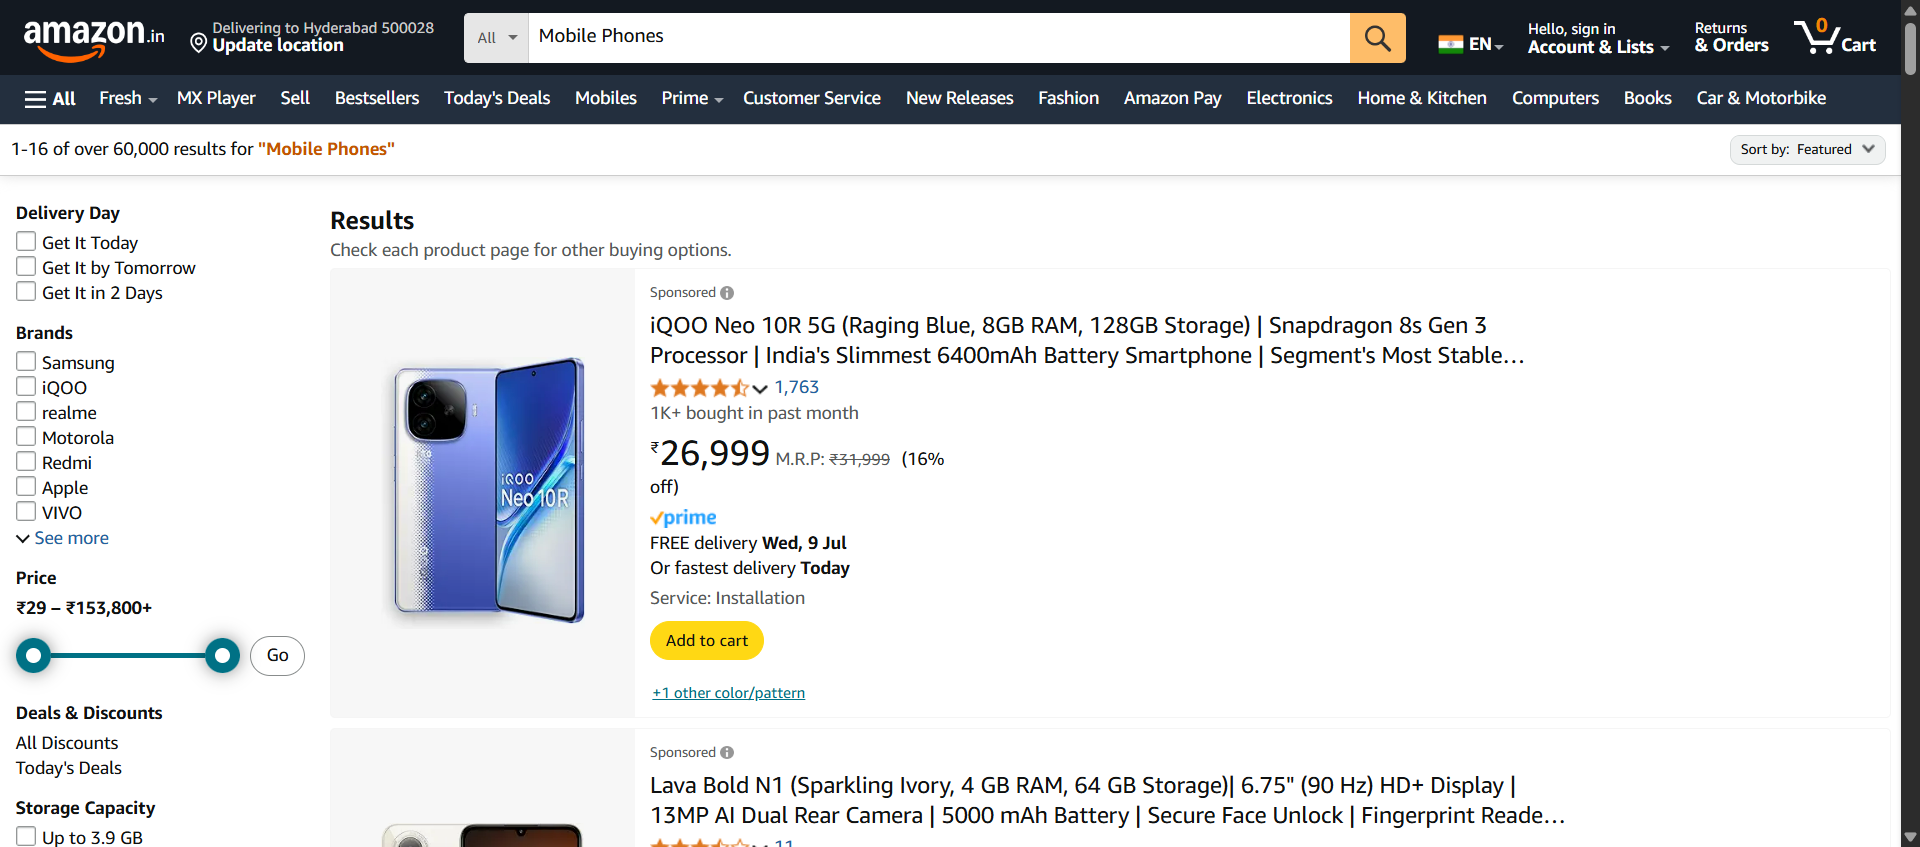 amazon.in
Delivering to Hyderabad 500028
Update location
All
Mobile Phones
EN
Hello, sign in
Account & Lists
Returns
& Orders
0
Cart
All
Fresh
MX Player
Sell
Bestsellers
Today's Deals
Mobiles
Prime
Customer Service
New Releases
Fashion
Amazon Pay
Electronics
Home & Kitchen
Computers
Books
Car & Motorbike
1-16 of over 60,000 results for "Mobile Phones"
Sort by: Featured
Delivery Day
Get It Today
Get It by Tomorrow
Get It in 2 Days
Brands
Samsung
iQOO
realme
Motorola
Redmi
Apple
VIVO
See more
Price
₹29 – ₹153,800+
Go
Deals & Discounts
All Discounts
Today's Deals
Storage Capacity
Up to 3.9 GB
Results
Check each product page for other buying options.
iQOO
Neo 10R
Sponsored
iQOO Neo 10R 5G (Raging Blue, 8GB RAM, 128GB Storage) | Snapdragon 8s Gen 3
Processor | India's Slimmest 6400mAh Battery Smartphone | Segment's Most Stable…
1,763
1K+ bought in past month
₹26,999 M.R.P: ₹31,999 (16%
off)
prime
FREE delivery Wed, 9 Jul
Or fastest delivery Today
Service: Installation
Add to cart
+1 other color/pattern
Sponsored
Lava Bold N1 (Sparkling Ivory, 4 GB RAM, 64 GB Storage)| 6.75" (90 Hz) HD+ Display |
13MP AI Dual Rear Camera | 5000 mAh Battery | Secure Face Unlock | Fingerprint Reade…
11